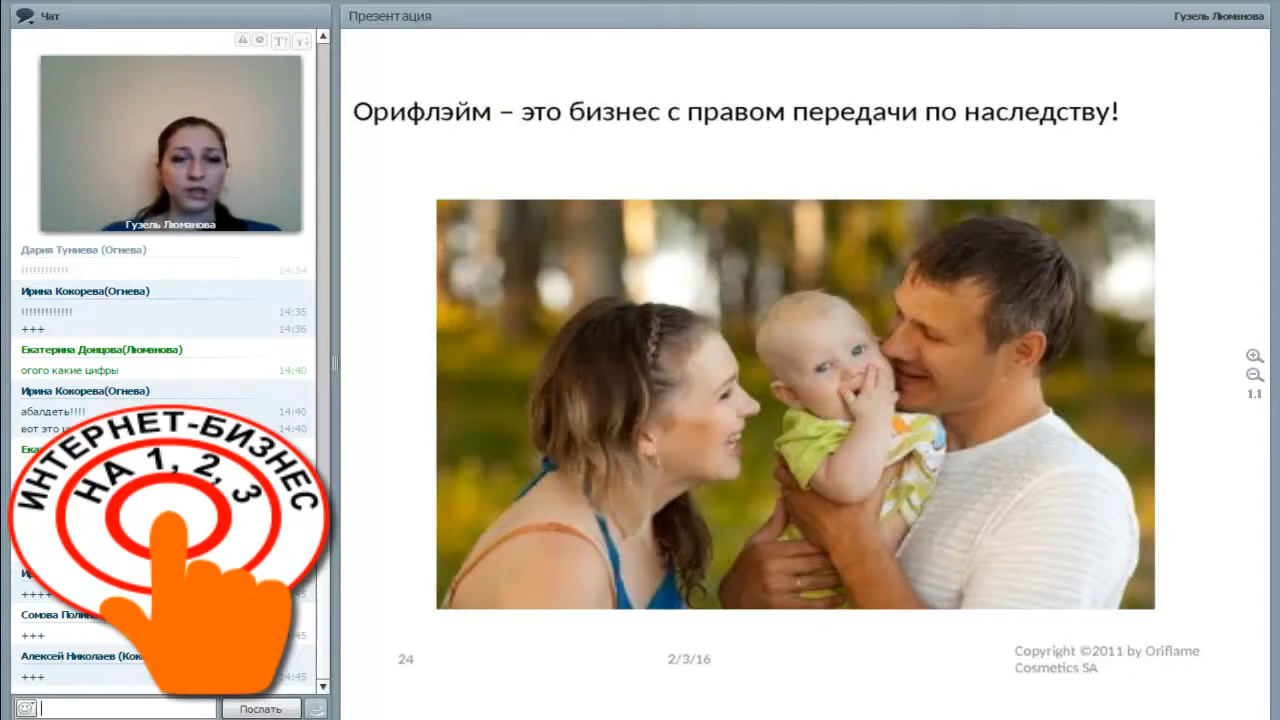 Чат
Гузель Люманова
Дария Туниева (Огнева)
!!!!!!!!!!!! 14:34
Ирина Кокорева(Огнева)
!!!!!!!!!!!!! 14:35
+++ 14:36
Екатерина Донцова(Люманова)
огого какие цифры 14:40
Ирина Кокорева(Огнева)
абалдеть!!!! 14:40
вот это 14:40
ИНТЕРНЕТ-БИЗНЕС
НА 1, 2, 3
++++
Сомова
+++
Алексей Николаев
+++ 14:45
Послать
Презентация
Гузель Люманова
Орифлэйм – это бизнес с правом передачи по наследству!
1.1
24
2/3/16
Copyright ©2011 by Oriflame
Cosmetics SA